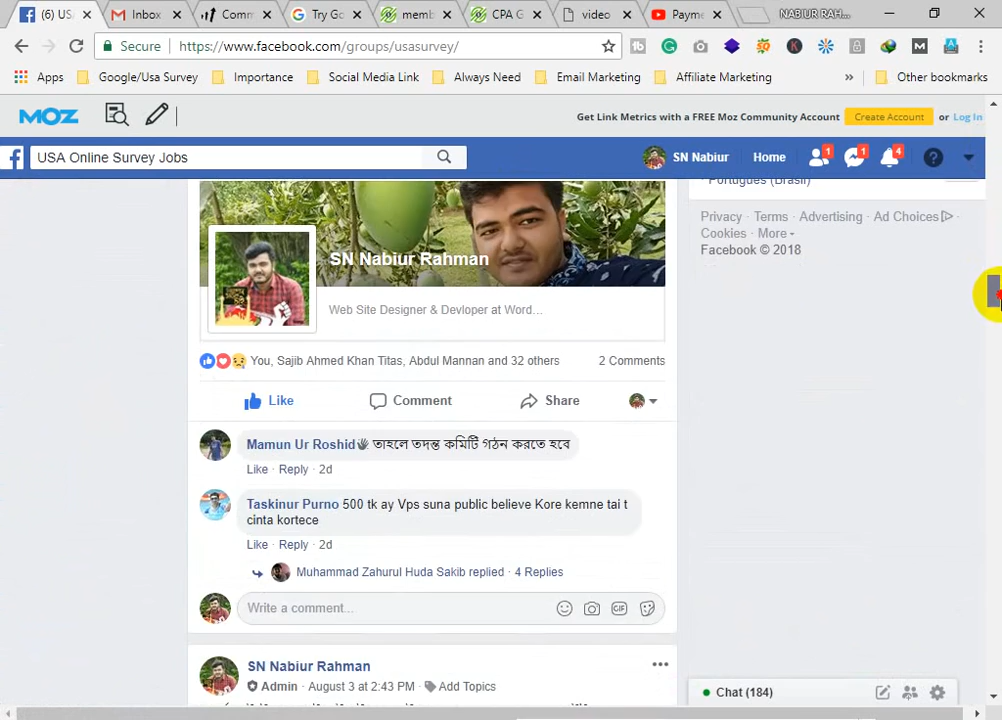 (6) US
Inbox
Comm
Try Go
memb
CPA G
video
Payme
NABIUR RAH...
Secure
https://www.facebook.com/groups/usasurvey/
Apps
Google/Usa Survey
Importance
Social Media Link
Always Need
Email Marketing
Affiliate Marketing
»
Other bookmarks
MOZ
Get Link Metrics with a FREE Moz Community Account
Create Account
or Log In
USA Online Survey Jobs
SN Nabiur
Home
1
1
4
Português (Brasil)
Privacy · Terms · Advertising · Ad Choices ·
Cookies · More
Facebook © 2018
SN Nabiur Rahman
Web Site Designer & Devloper at Word...
You, Sajib Ahmed Khan Titas, Abdul Mannan and 32 others
2 Comments
Like
Comment
Share
Mamun Ur Roshid তাহলে তদন্ত কমিটি গঠন করতে হবে
Like · Reply · 2d
Taskinur Purno 500 tk ay Vps suna public believe Kore kemne tai t
cinta kortece
Like · Reply · 2d
Muhammad Zahurul Huda Sakib replied · 4 Replies
Write a comment...
GIF
SN Nabiur Rahman
Admin · August 3 at 2:43 PM · Add Topics
Chat (184)